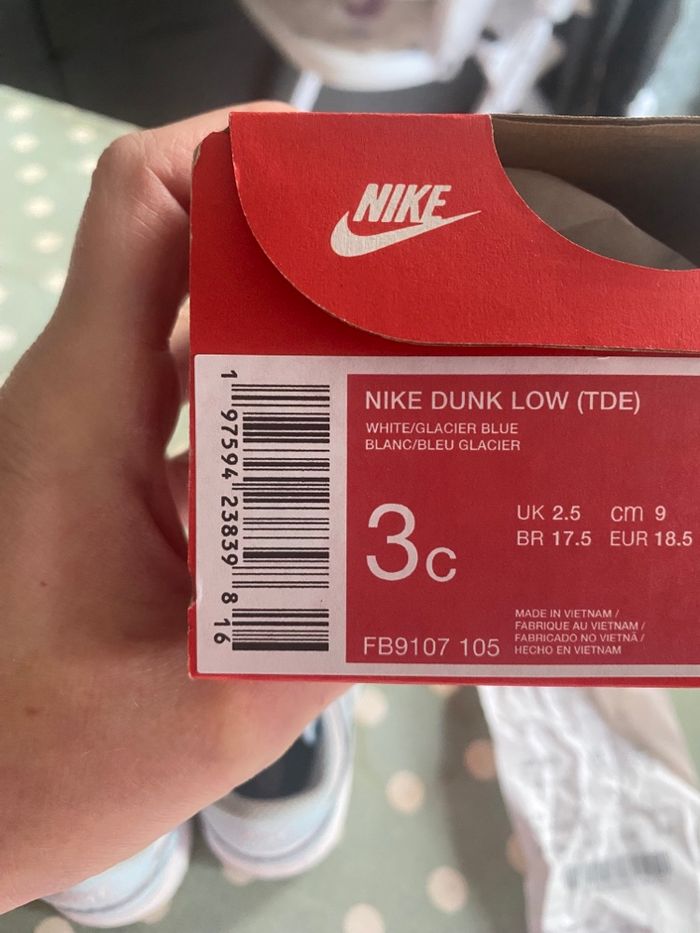 NIKE
NIKE DUNK LOW (TDE)
WHITE/GLACIER BLUE
BLANC/BLEU GLACIER
3C
UK 2.5 cm 9
BR 17.5 EUR 18.5
MADE IN VIETNAM /
FABRIQUE AU VIETNAM /
FABRICADO NO VIETNÃ /
HECHO EN VIETNAM
FB9107 105
1 97594 23839 8 16